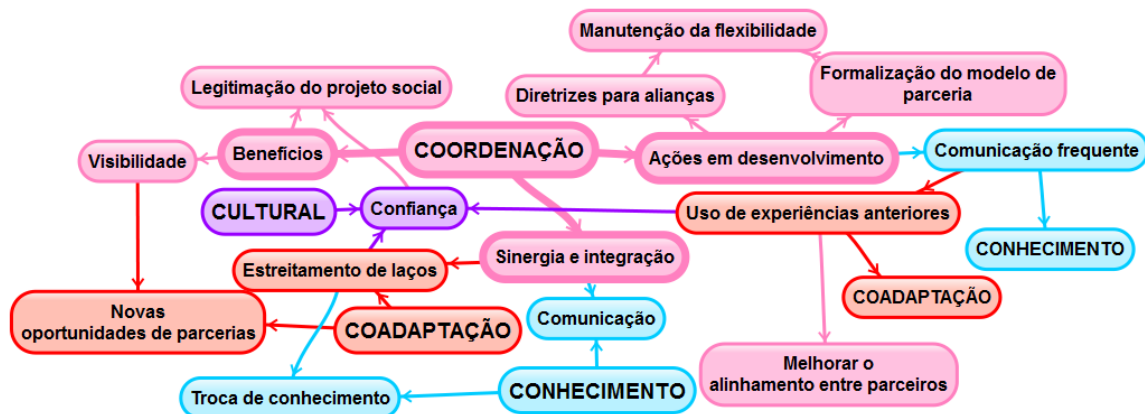 Manutenção da flexibilidade
Legitimação do projeto social
Diretrizes para alianças
Formalização do modelo de
parceria
Visibilidade
Benefícios
COORDENAÇÃO
Ações em desenvolvimento
Comunicação frequente
CULTURAL
Confiança
Uso de experiências anteriores
CONHECIMENTO
Estreitamento de laços
Sinergia e integração
COADAPTAÇÃO
Novas
oportunidades de parcerias
COADAPTAÇÃO
Comunicação
Melhorar o
alinhamento entre parceiros
Troca de conhecimento
CONHECIMENTO